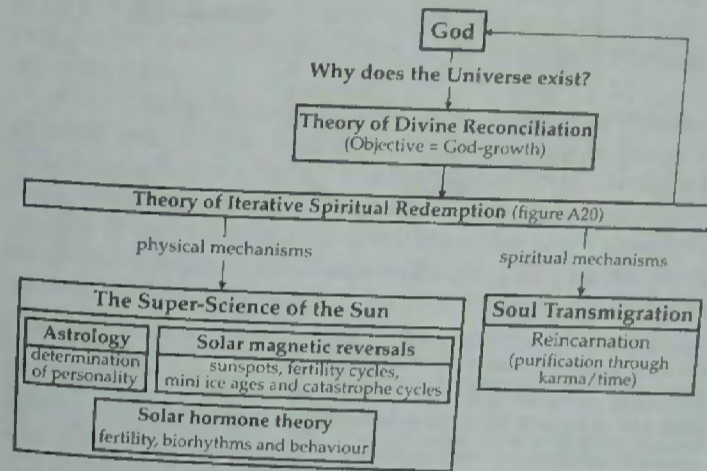 God
Why does the Universe exist?
Theory of Divine Reconciliation
(Objective = God-growth)
Theory of Iterative Spiritual Redemption (figure A20)
physical mechanisms
spiritual mechanisms
The Super-Science of the Sun
Astrology
determination
of personality
Solar magnetic reversals
sunspots, fertility cycles,
mini ice ages and catastrophe cycles
Solar hormone theory
fertility, biorhythms and behaviour
Soul Transmigration
Reincarnation
(purification through
karma/time)